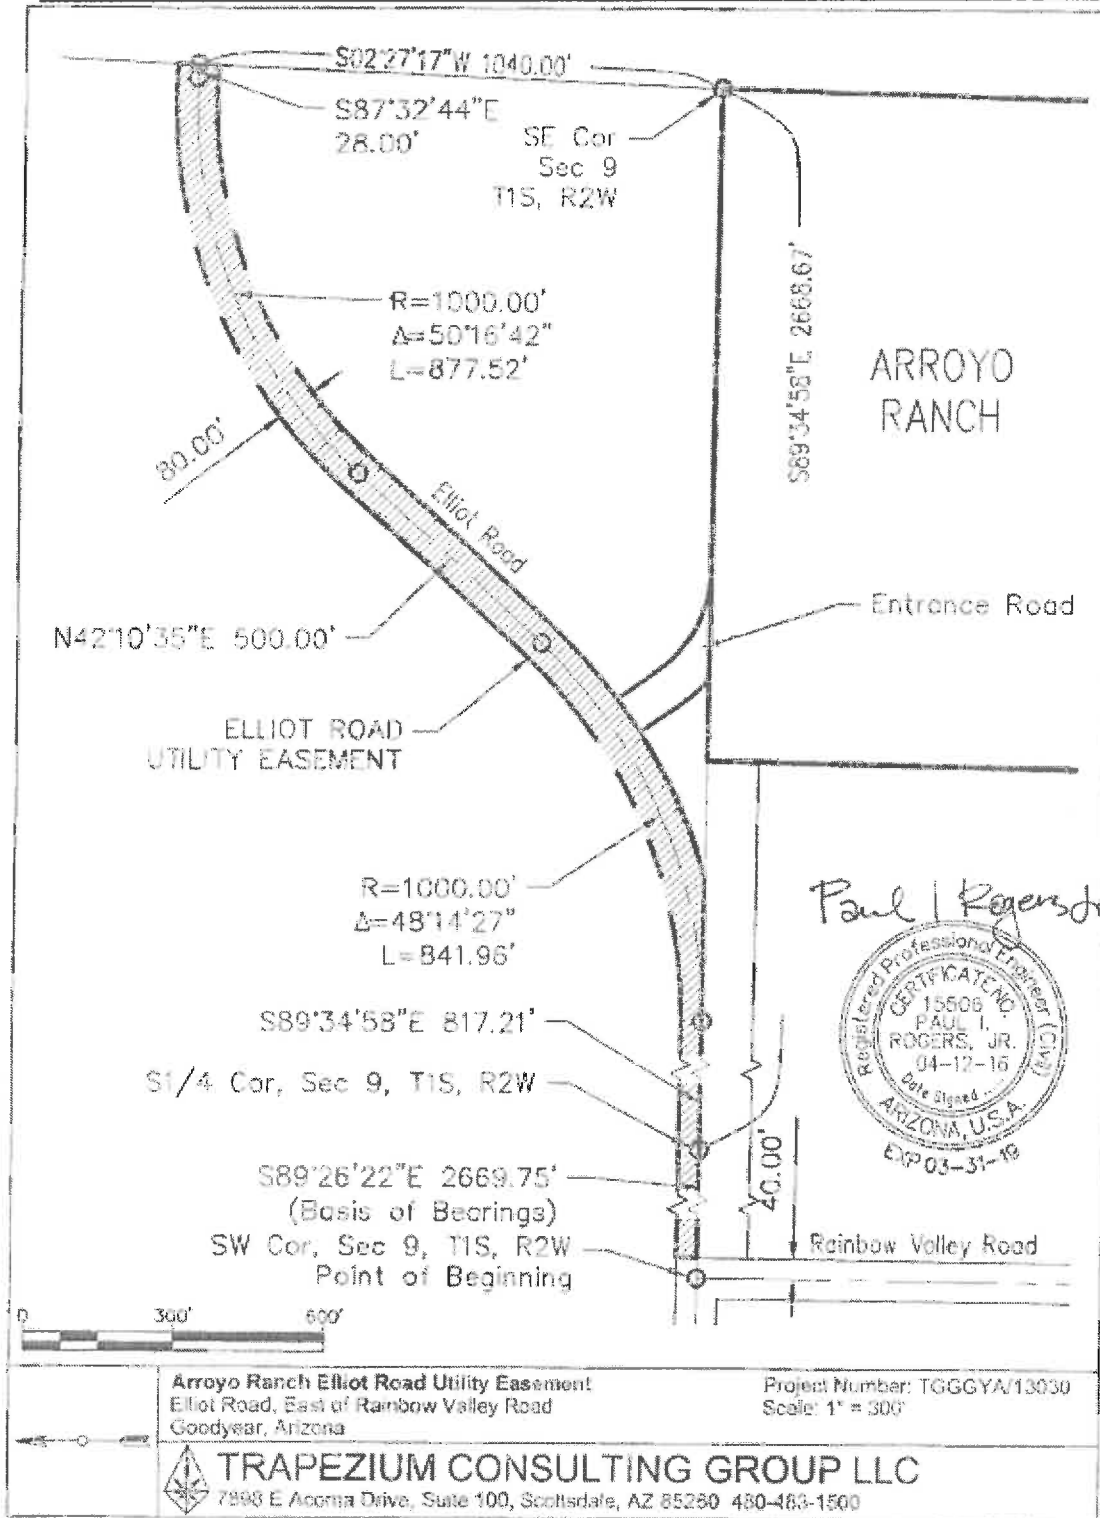 S02°27'17"W 1040.00'
S87°32'44"E
28.00'
SE Cor
Sec 9
T1S, R2W
S89°34'58"E 2668.67'
R=1000.00'
Δ=50°16'42"
L=877.52'
ARROYO
RANCH
80.00'
Elliot Road
Entrance Road
N42°10'35"E 500.00'
ELLIOT ROAD
UTILITY EASEMENT
R=1000.00'
Δ=48°14'27"
L=841.96'
Paul I Rogers Jr
Registered Professional Engineer (Civil)
CERTIFICATE NO.
15506
PAUL I.
ROGERS, JR.
04-12-16
Date Signed
ARIZONA, U.S.A.
EXP 03-31-19
S89°34'58"E 817.21'
S1/4 Cor, Sec 9, T1S, R2W
S89°26'22"E 2669.75'
(Basis of Bearings)
40.00'
SW Cor, Sec 9, T1S, R2W
Point of Beginning
Rainbow Valley Road
0 300' 600'
Arroyo Ranch Elliot Road Utility Easement
Elliot Road, East of Rainbow Valley Road
Goodyear, Arizona
Project Number: TGGGYA/13030
Scale: 1" = 300'
TRAPEZIUM CONSULTING GROUP LLC
7898 E Acoma Drive, Suite 100, Scottsdale, AZ 85260 480-483-1500